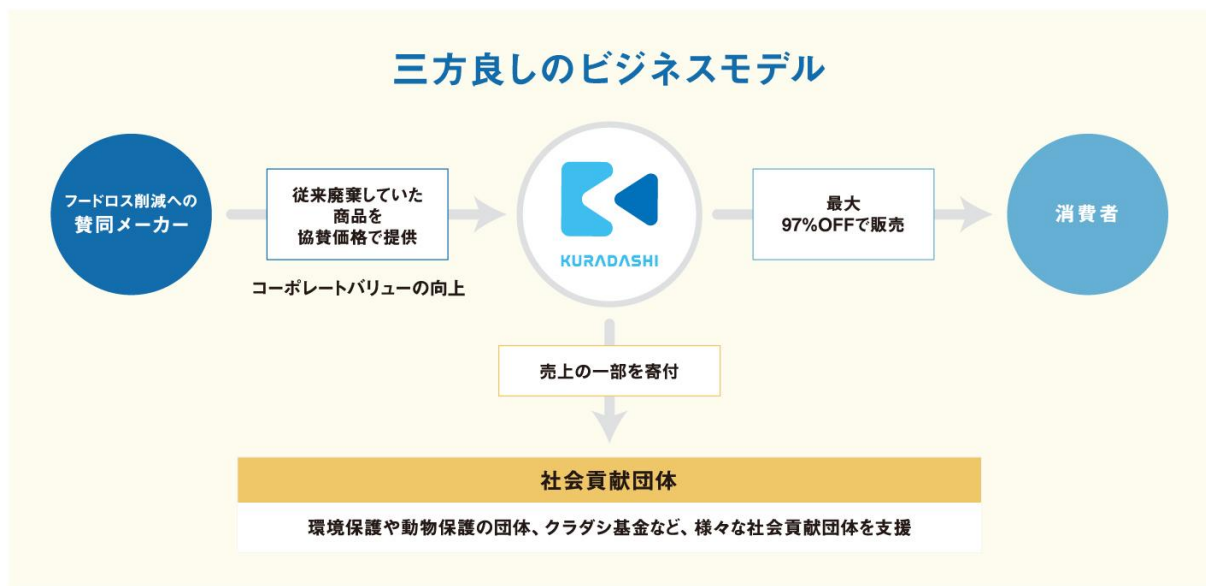 三方良しのビジネスモデル
フードロス削減への
賛同メーカー
従来廃棄していた
商品を
協賛価格で提供
コーポレートバリューの向上
KURADASHI
最大
97%OFFで販売
消費者
売上の一部を寄付
社会貢献団体
環境保護や動物保護の団体、クラダシ基金など、様々な社会貢献団体を支援